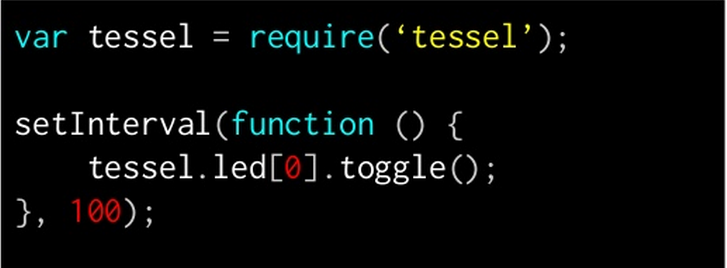 var tessel = require(‘tessel’);
setInterval(function () {
    tessel.led[0].toggle();
}, 100);